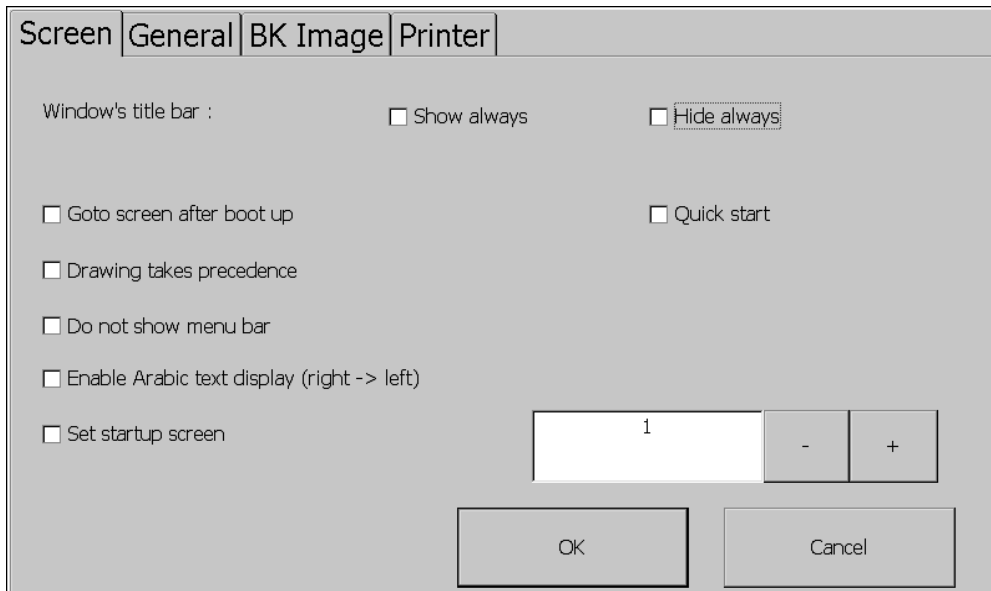 Screen General BK Image Printer
Window's title bar : Show always Hide always
Goto screen after boot up Quick start
Drawing takes precedence
Do not show menu bar
Enable Arabic text display (right -> left)
Set startup screen 1 - +
OK Cancel